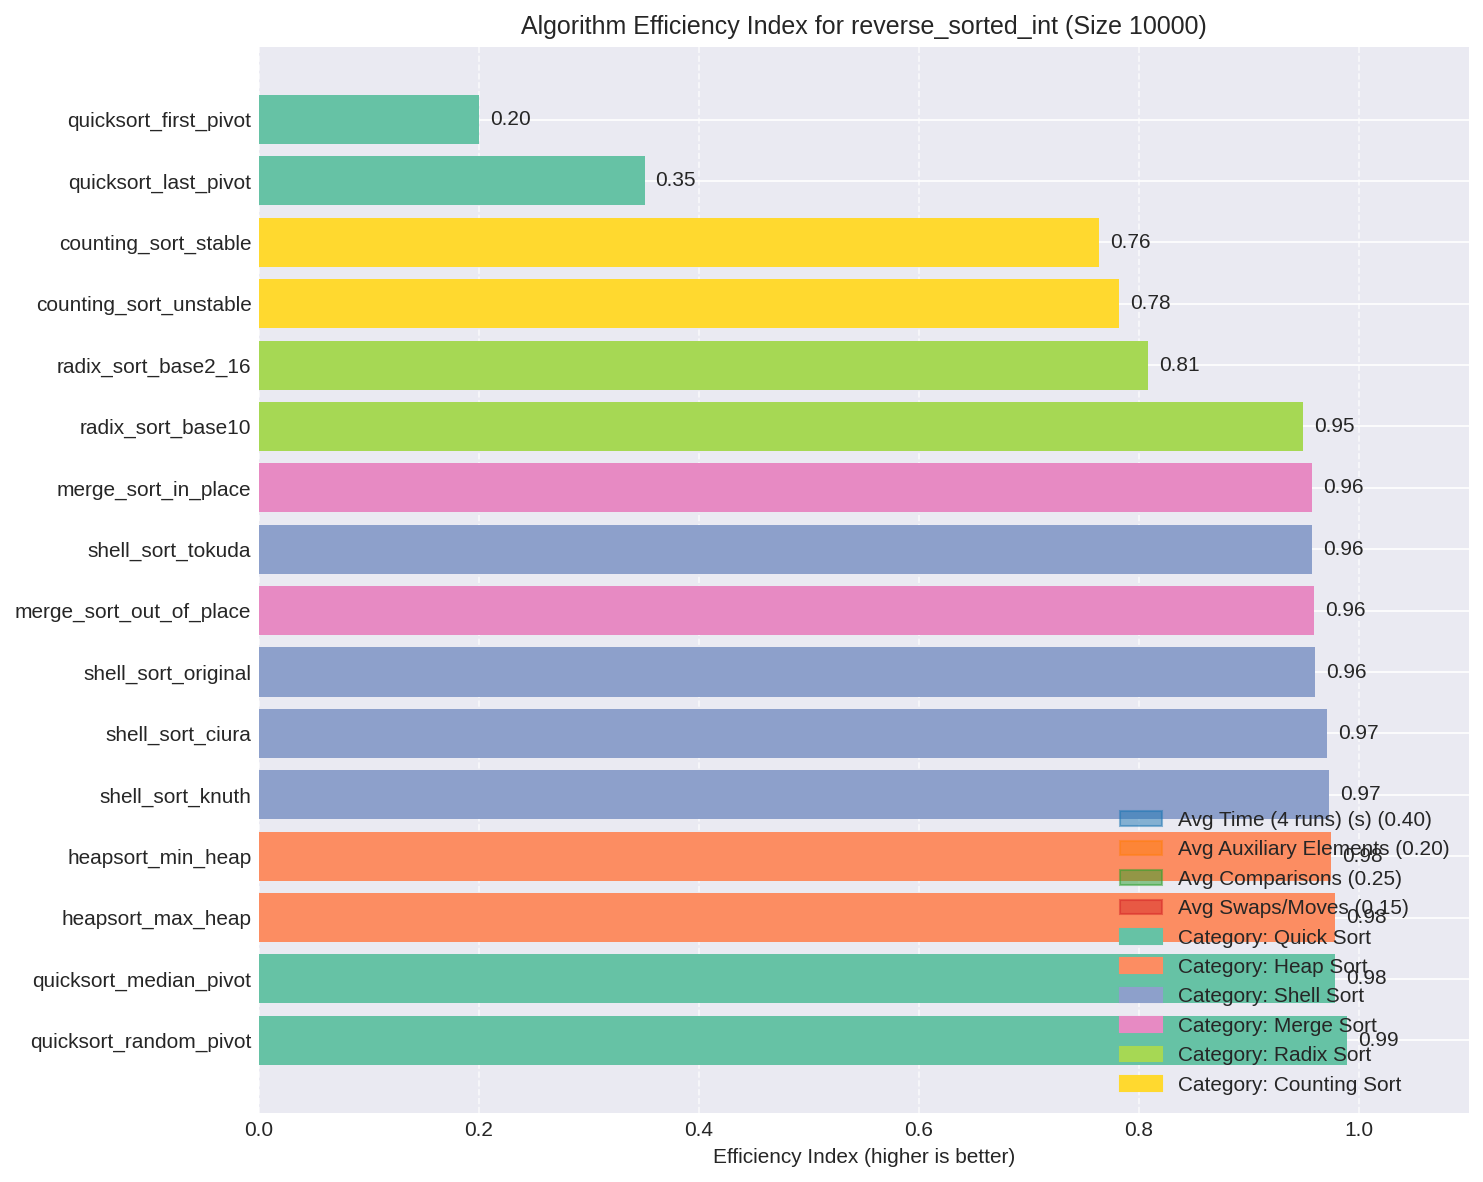 Algorithm Efficiency Index for reverse_sorted_int (Size 10000)
quicksort_first_pivot 0.20
quicksort_last_pivot 0.35
counting_sort_stable 0.76
counting_sort_unstable 0.78
radix_sort_base2_16 0.81
radix_sort_base10 0.95
merge_sort_in_place 0.96
shell_sort_tokuda 0.96
merge_sort_out_of_place 0.96
shell_sort_original 0.96
shell_sort_ciura 0.97
shell_sort_knuth 0.97
heapsort_min_heap 0.98
heapsort_max_heap 0.98
quicksort_median_pivot 0.98
quicksort_random_pivot 0.99
Avg Time (4 runs) (s) (0.40)
Avg Auxiliary Elements (0.20)
Avg Comparisons (0.25)
Avg Swaps/Moves (0.15)
Category: Quick Sort
Category: Heap Sort
Category: Shell Sort
Category: Merge Sort
Category: Radix Sort
Category: Counting Sort
0.0 0.2 0.4 0.6 0.8 1.0
Efficiency Index (higher is better)